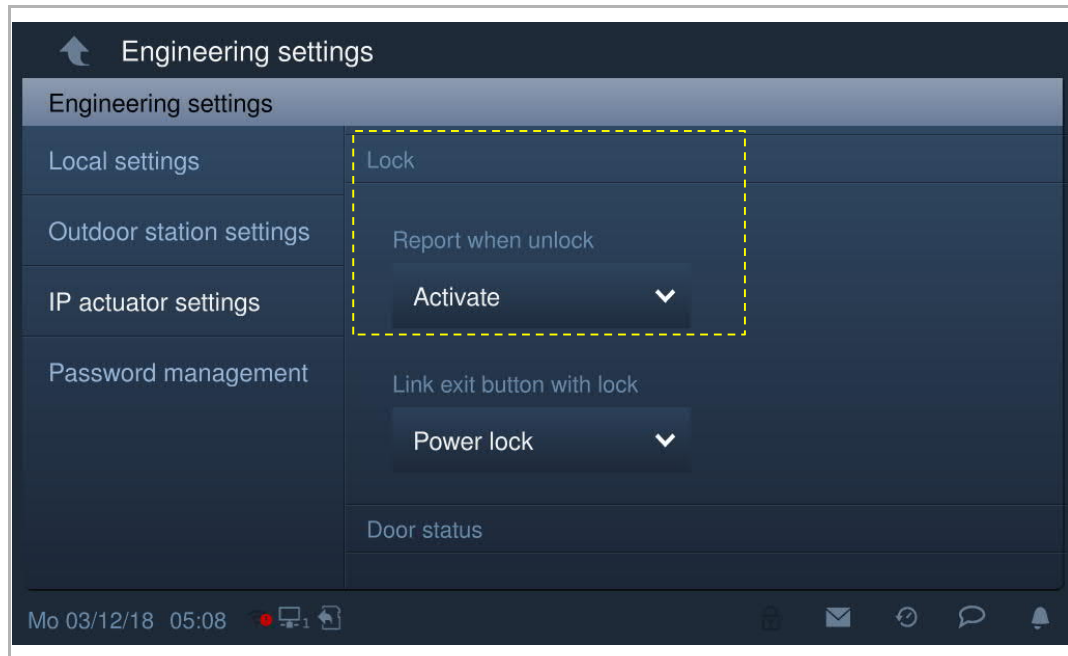 Engineering settings
Engineering settings
Local settings
Outdoor station settings
IP actuator settings
Password management
Lock
Report when unlock
Activate
Link exit button with lock
Power lock
Door status
Mo 03/12/18 05:08 1